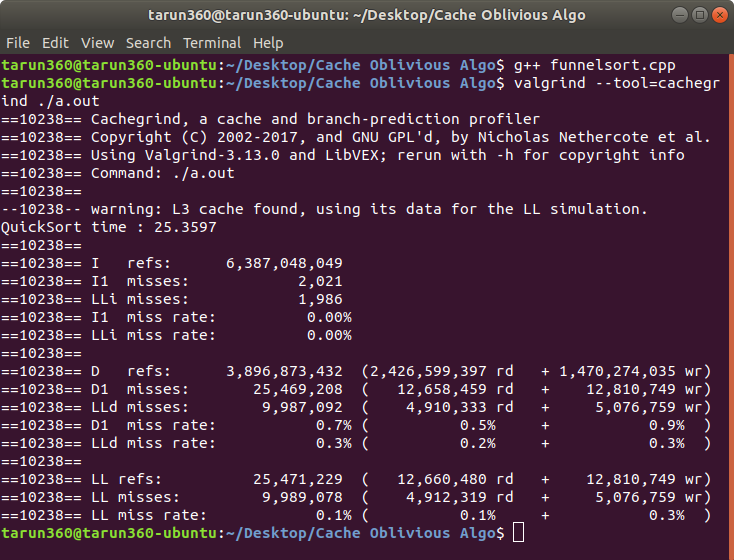 tarun360@tarun360-ubuntu: ~/Desktop/Cache Oblivious Algo
File Edit View Search Terminal Help
tarun360@tarun360-ubuntu:~/Desktop/Cache Oblivious Algo$ g++ funnelsort.cpp
tarun360@tarun360-ubuntu:~/Desktop/Cache Oblivious Algo$ valgrind --tool=cachegr
ind ./a.out
==10238== Cachegrind, a cache and branch-prediction profiler
==10238== Copyright (C) 2002-2017, and GNU GPL'd, by Nicholas Nethercote et al.
==10238== Using Valgrind-3.13.0 and LibVEX; rerun with -h for copyright info
==10238== Command: ./a.out
==10238==
--10238-- warning: L3 cache found, using its data for the LL simulation.
QuickSort time : 25.3597
==10238==
==10238== I   refs:      6,387,048,049
==10238== I1  misses:            2,021
==10238== LLi misses:            1,986
==10238== I1  miss rate:          0.00%
==10238== LLi miss rate:          0.00%
==10238==
==10238== D   refs:      3,896,873,432  (2,426,599,397 rd   + 1,470,274,035 wr)
==10238== D1  misses:       25,469,208  (   12,658,459 rd   +    12,810,749 wr)
==10238== LLd misses:        9,987,092  (    4,910,333 rd   +     5,076,759 wr)
==10238== D1  miss rate:           0.7% (          0.5%     +           0.9%  )
==10238== LLd miss rate:           0.3% (          0.2%     +           0.3%  )
==10238==
==10238== LL refs:          25,471,229  (   12,660,480 rd   +    12,810,749 wr)
==10238== LL misses:         9,989,078  (    4,912,319 rd   +     5,076,759 wr)
==10238== LL miss rate:            0.1% (          0.1%     +           0.3%  )
tarun360@tarun360-ubuntu:~/Desktop/Cache Oblivious Algo$